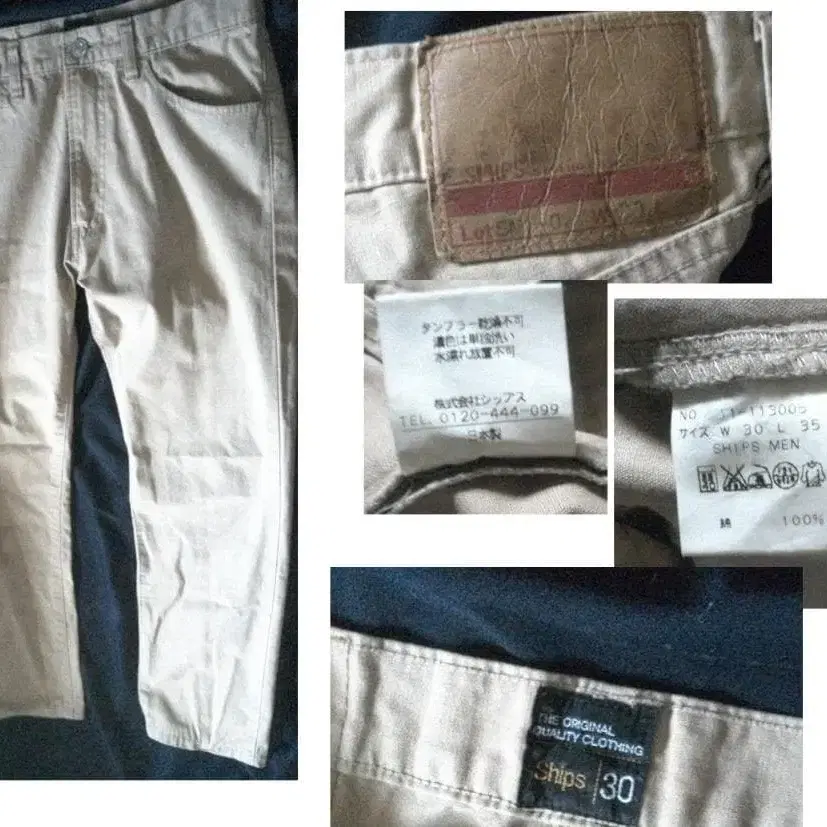 SHIPS
Lot
W
タンブラー乾燥不可
濃色は単独洗い
水濡れ放置不可
株式会社シップス
TEL. 0120-444-099
日本製
NO 11-113005
サイズ W 30 L 35
SHIPS MEN
綿 100%
THE ORIGINAL
QUALITY CLOTHING
Ships 30